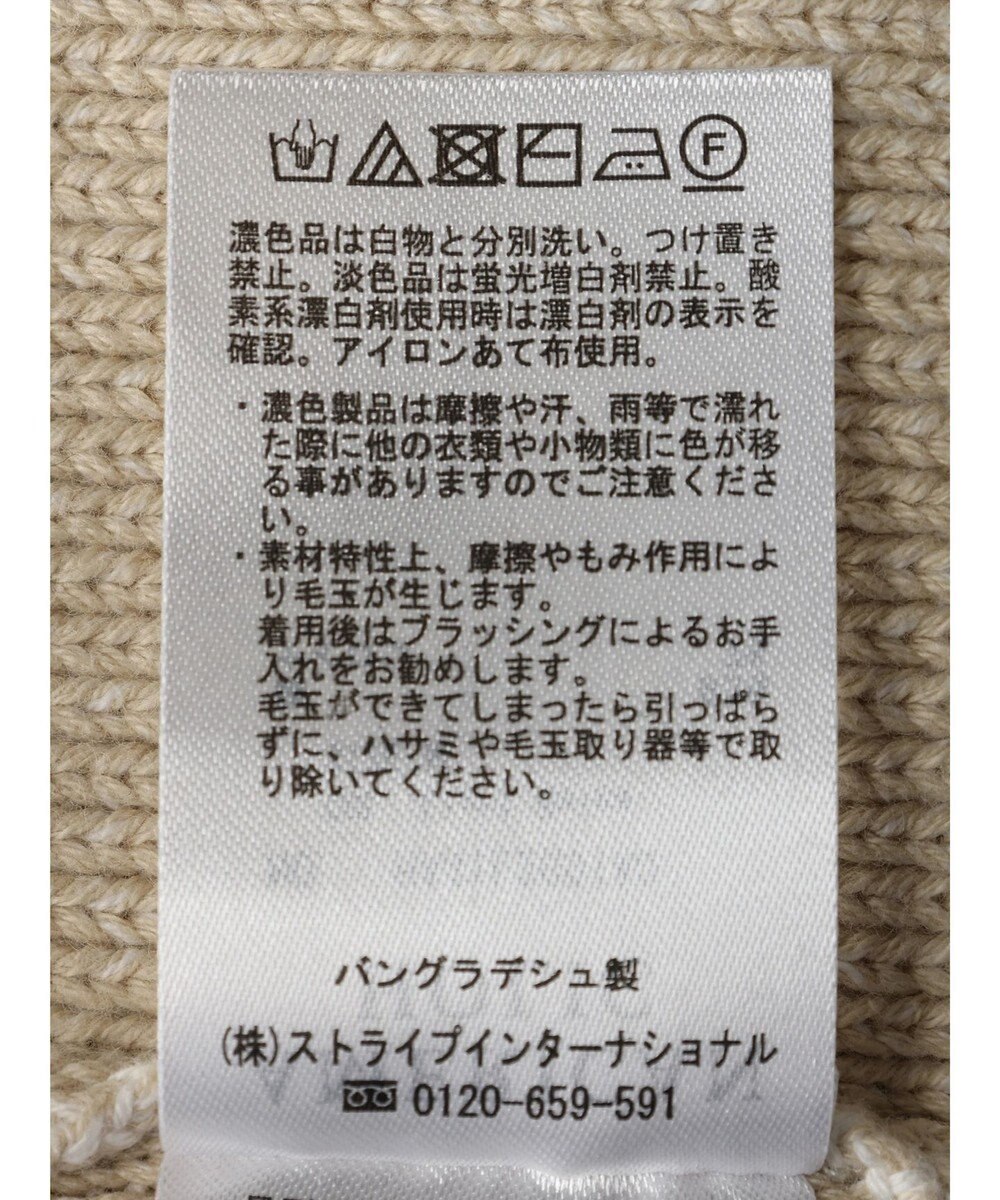 F
濃色品は白物と分別洗い。つけ置き
禁止。淡色品は蛍光増白剤禁止。酸
素系漂白剤使用時は漂白剤の表示を
確認。アイロンあて布使用。
・濃色製品は摩擦や汗、雨等で濡れ
た際に他の衣類や小物類に色が移
る事がありますのでご注意くださ
い。
・素材特性上、摩擦やもみ作用によ
り毛玉が生じます。
着用後はブラッシングによるお手
入れをお勧めします。
毛玉ができてしまったら引っぱら
ずに、ハサミや毛玉取り器等で取
り除いてください。
バングラデシュ製
(株)ストライプインターナショナル
0120-659-591